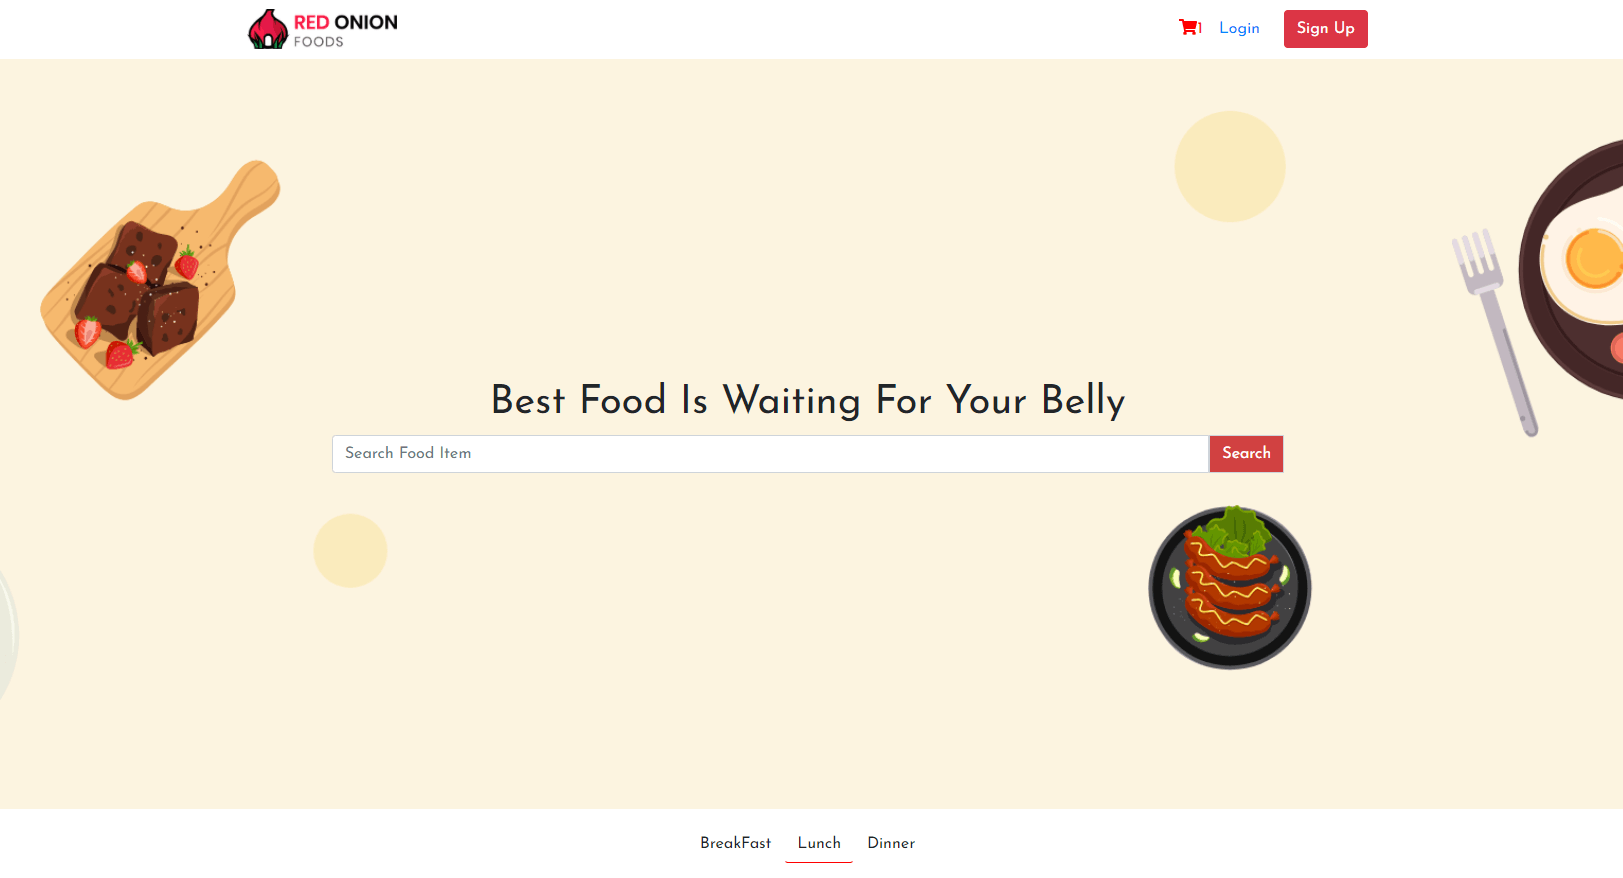 RED ONION
FOODS
1 Login Sign Up
Best Food Is Waiting For Your Belly
Search Food Item Search
BreakFast Lunch Dinner